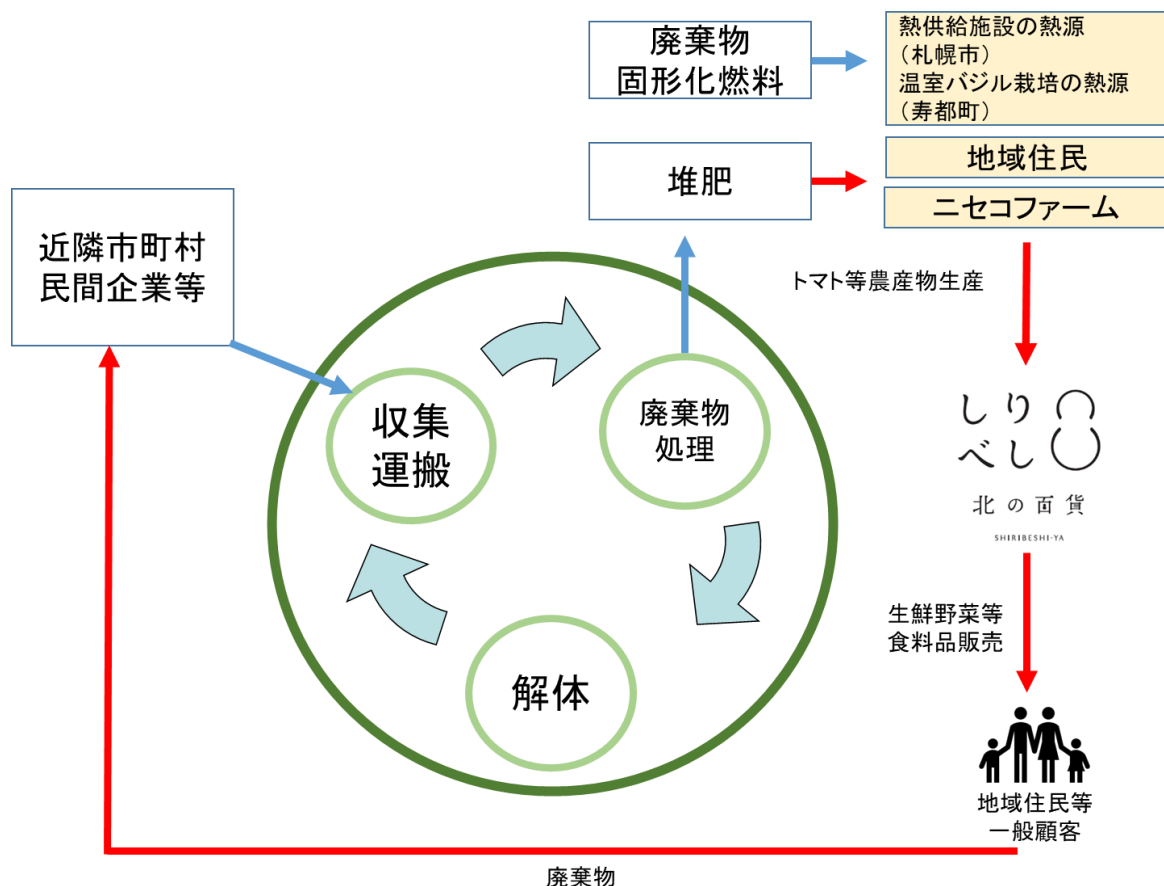 廃棄物
固形化燃料
熱供給施設の熱源
(札幌市)
温室バジル栽培の熱源
(寿都町)
堆肥
地域住民
ニセコファーム
近隣市町村
民間企業等
トマト等農産物生産
収集
運搬
廃棄物
処理
解体
しり
べし
北の百貨
SHIRIBESHI-YA
生鮮野菜等
食料品販売
地域住民等
一般顧客
廃棄物